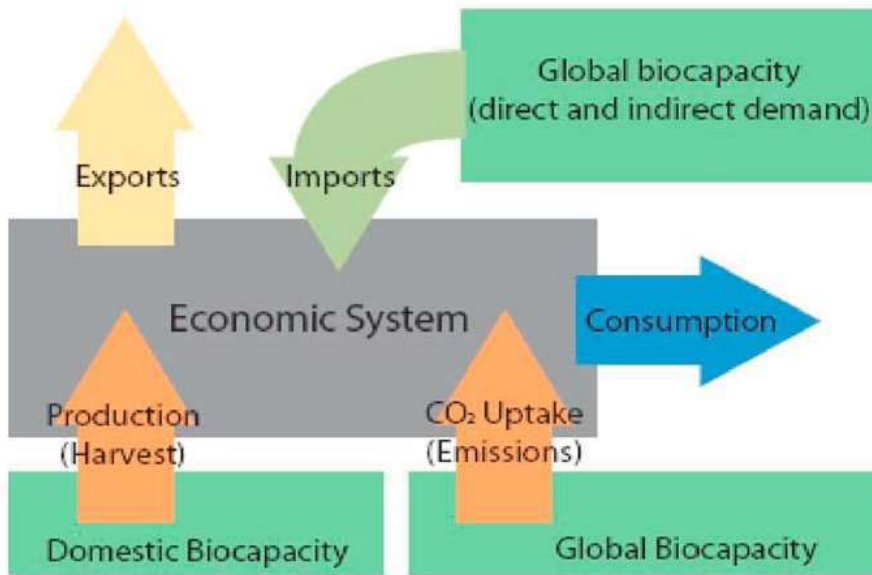 Global biocapacity
(direct and indirect demand)
Exports
Imports
Economic System
Consumption
Production
(Harvest)
CO₂ Uptake
(Emissions)
Domestic Biocapacity
Global Biocapacity